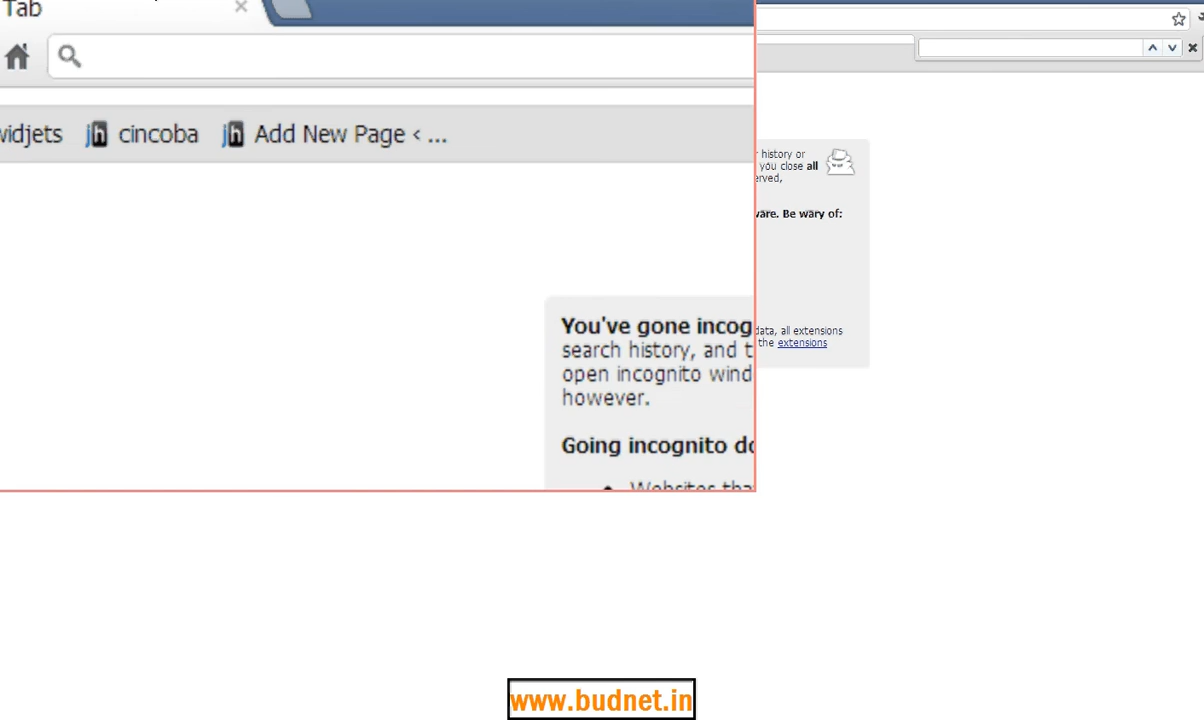 Tab
widjets cincoba Add New Page < ...
You've gone incog
search history, and t
open incognito wind
however.
Going incognito do
Websites tha
history or
you close all
erved,
ware. Be wary of:
data, all extensions
the extensions
www.budnet.in